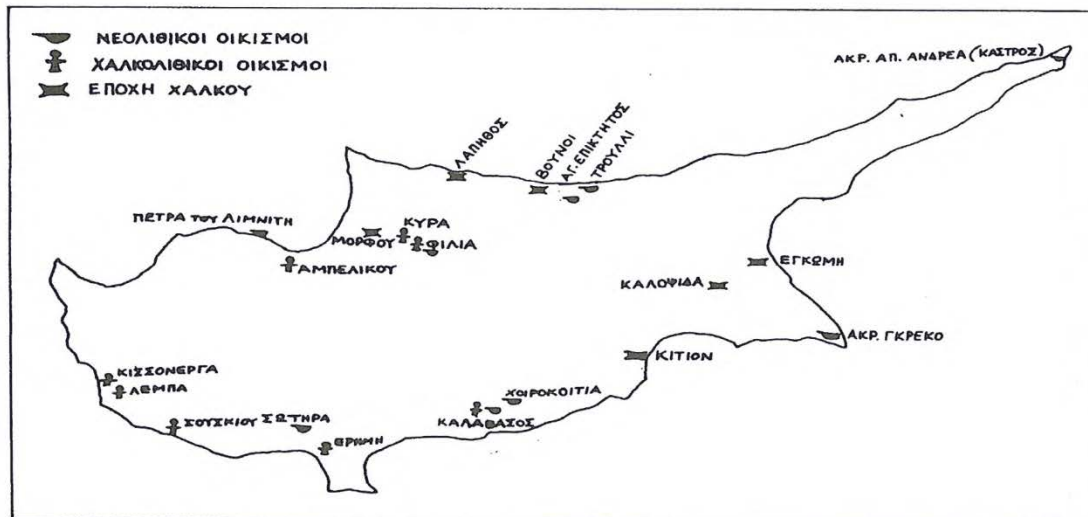 ΝΕΟΛΙΘΙΚΟΙ ΟΙΚΙΣΜΟΙ
ΧΑΛΚΟΛΙΘΙΚΟΙ ΟΙΚΙΣΜΟΙ
ΕΠΟΧΗ ΧΑΛΚΟΥ
ΑΚΡ. ΑΠ. ΑΝΔΡΕΑ (ΚΑΣΤΡΟΣ)
ΛΑΠΗΘΟΣ
ΒΟΥΝΟΙ
ΑΓ. ΕΠΙΚΤΗΤΟΣ
ΤΡΟΥΛΛΙ
ΠΕΤΡΑ ΤΟΥ ΛΙΜΝΙΤΗ
ΜΟΡΦΟΥ
ΚΥΡΑ
ΦΙΛΙΑ
ΑΜΠΕΛΙΚΟΥ
ΕΓΚΩΜΗ
ΚΑΛΟΨΙΔΑ
ΑΚΡ. ΓΚΡΕΚΟ
ΚΙΤΙΟΝ
ΚΙΣΣΟΝΕΡΓΑ
ΛΕΜΠΑ
ΧΟΙΡΟΚΟΙΤΙΑ
ΣΟΥΣΚΙΟΥ
ΣΩΤΗΡΑ
ΚΑΛΑΒΑΣΟΣ
ΕΡΗΜΗ